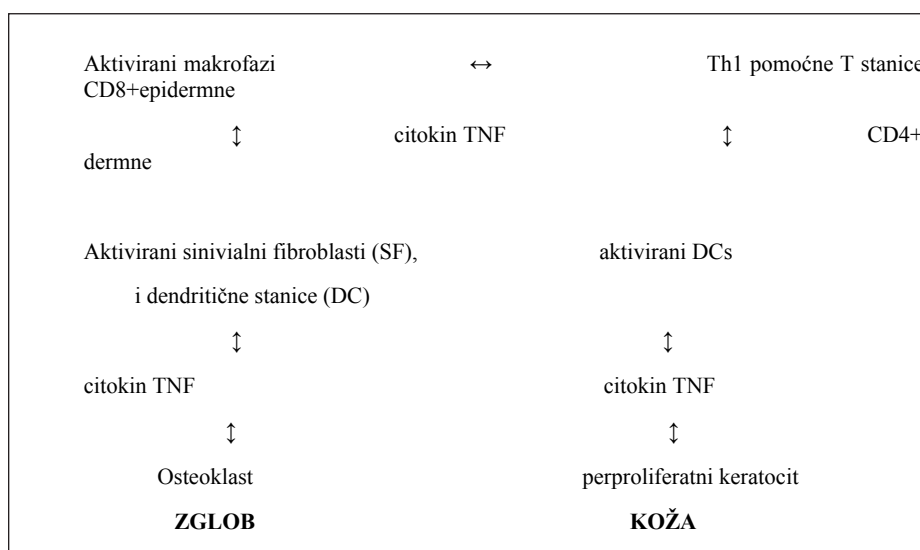 Aktivirani makrofazi ↔ Th1 pomoćne T stanice
CD8+epidermne
↕ citokin TNF ↕ CD4+
dermne
Aktivirani sinivialni fibroblasti (SF), aktivirani DCs
i dendritične stanice (DC)
↕ ↕
citokin TNF citokin TNF
↕ ↕
Osteoklast perproliferatni keratocit
ZGLOB KOŽA